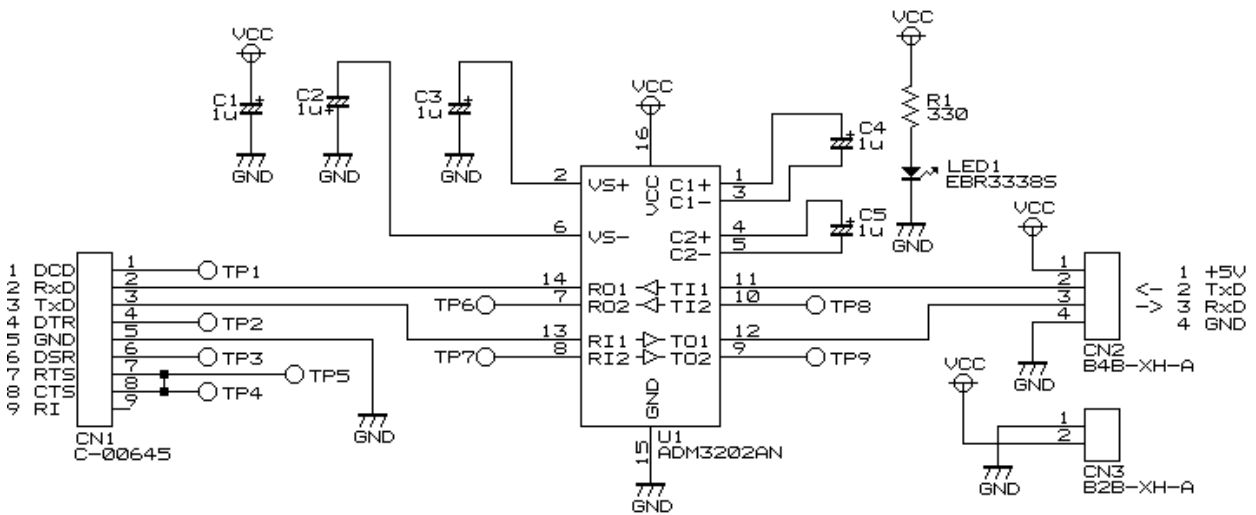 VCC
C1
1u
GND
C2
1u
GND
C3
1u
GND
VCC
16
C4
1u
VCC
R1
330
LED1
EBR3338S
GND
2 VS+
6 VS-
VCC
C1+ 1
C1- 3
C2+ 4
C2- 5
C5
1u
14 RO1
7 RO2
13 RI1
8 RI2
TI1 11
TI2 10
TO1 12
TO2 9
GND
15
GND
U1
ADM3202AN
1 DCD 1
2 RxD 2
3 TxD 3
4 DTR 4
5 GND 5
6 DSR 6
7 RTS 7
8 CTS 8
9 RI 9
CN1
C-00645
TP1
TP2
TP3
TP5
TP4
GND
TP6
TP7
TP8
TP9
VCC
1 1 +5V
2 <- 2 TxD
3 -> 3 RxD
4 4 GND
CN2
B4B-XH-A
GND
VCC
1
2
CN3
B2B-XH-A
GND